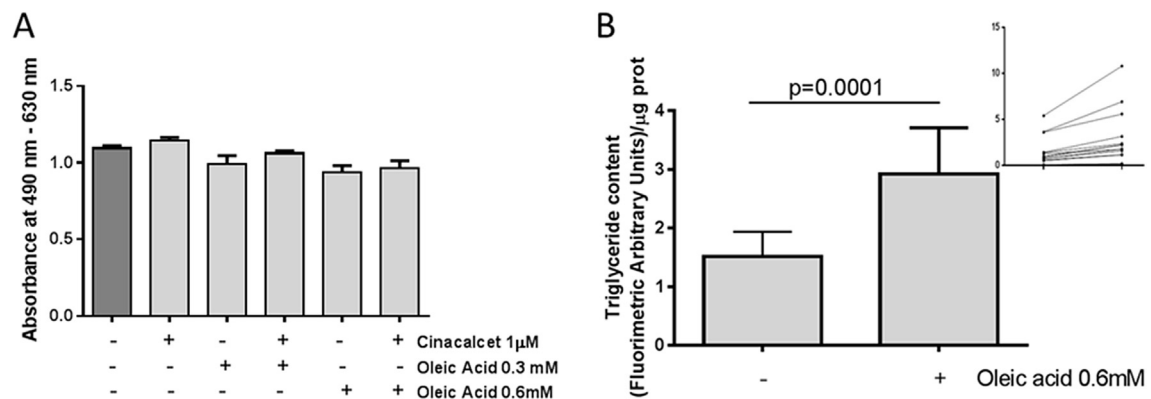 A
Absorbance at 490 nm - 630 nm
1.5
1.0
0.5
0.0
- + - + - + Cinacalcet 1µM
- - + + - - Oleic Acid 0.3 mM
- - - - + + Oleic Acid 0.6mM
B
Triglyceride content
(Fluorimetric Arbitrary Units)/µg prot
4
3
2
1
0
p=0.0001
- + Oleic acid 0.6mM
15
10
5
0
- +